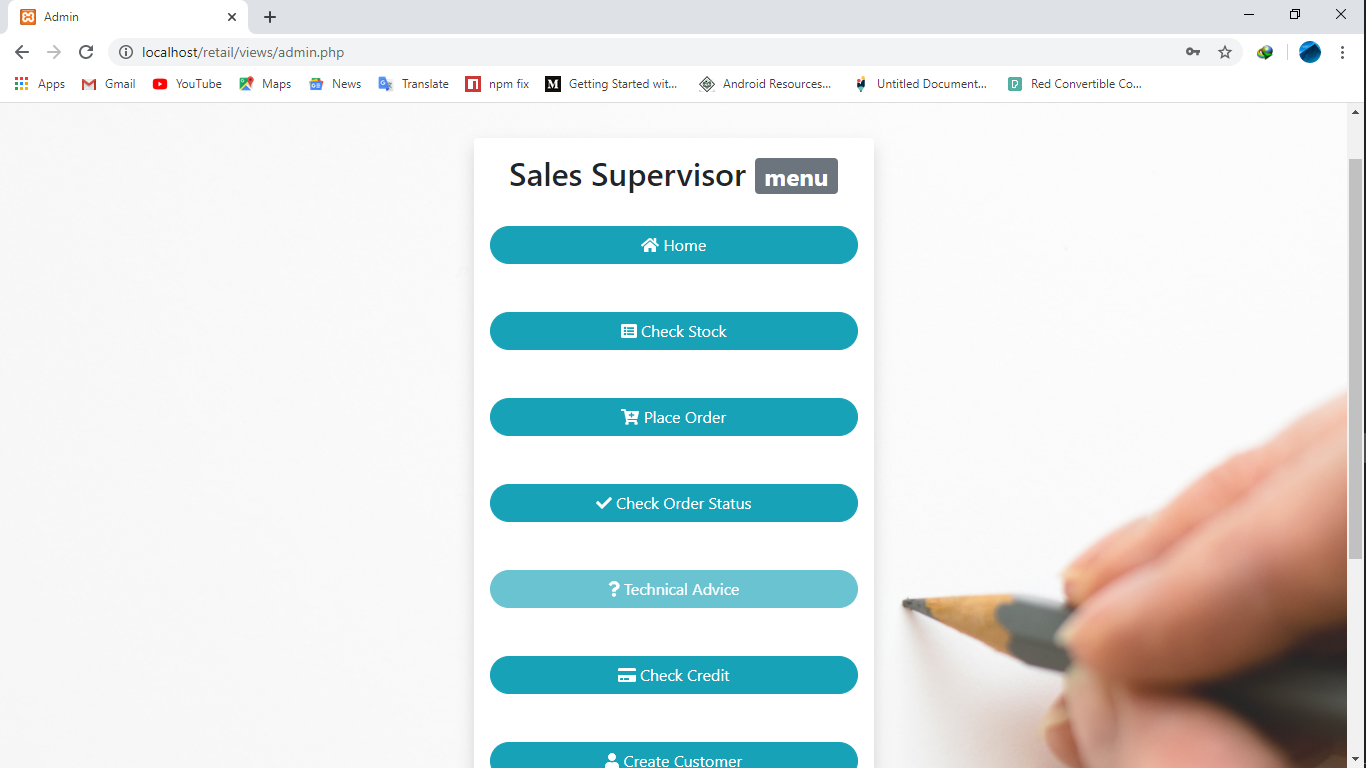 Admin
localhost/retail/views/admin.php
Apps Gmail YouTube Maps News Translate npm fix Getting Started wit... Android Resources... Untitled Document... Red Convertible Co...
Sales Supervisor menu
Home
Check Stock
Place Order
Check Order Status
? Technical Advice
Check Credit
Create Customer